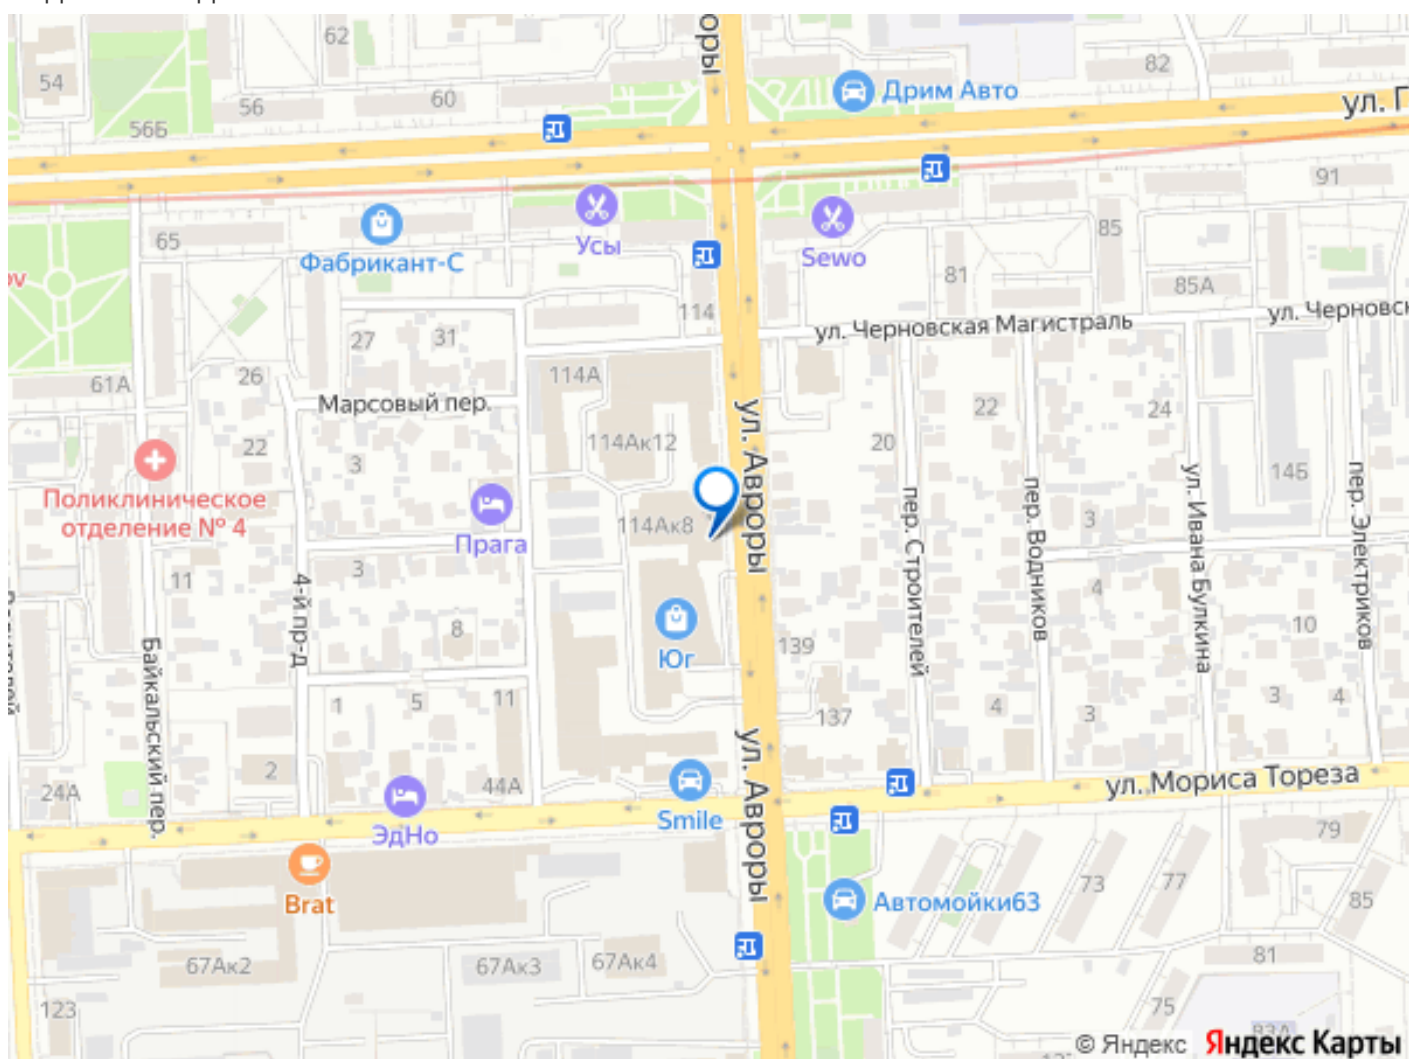 оры
62
82
54
60
56
56Б
Дрим Авто
ул. Г
91
65
Усы
Sewo
85
Фабрикант-С
ov
81
85А
114
ул. Черновская Магистраль
ул. Черновск
27
31
61А
26
114А
Марсовый пер.
22
24
20
114Ак12
22
3
145
Поликлиническое
отделение № 4
ул. Авроры
114Ак8
Прага
пер. Строителей
пер. Водников
3
ул. Ивана Булкина
пер. Электриков
11
3
4-й пр-д
4
8
10
139
Байкальский пер.
Юг
1
5
11
137
4
3
3
4
2
24А
44А
ул. Авроры
ул. Мориса Тореза
ЭдНо
Smile
79
Brat
Автомойки63
73
77
85
67Ак2
67Ак3
67Ак4
81
123
75
83А
© Яндекс Яндекс Карты